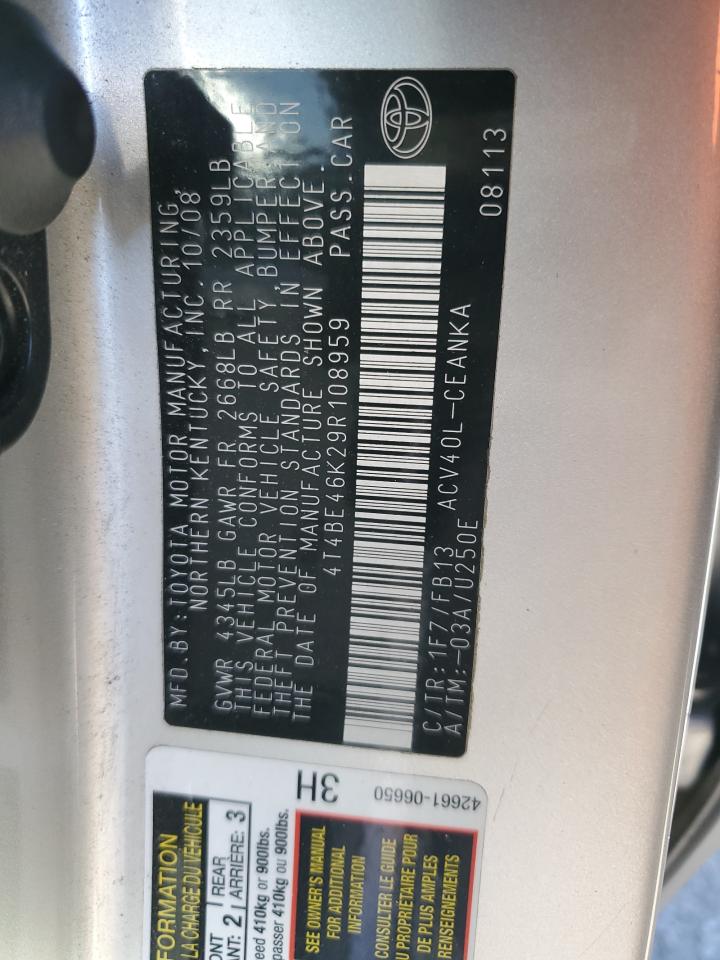 MFD.BY:TOYOTA MOTOR MANUFACTURING,
NORTHERN KENTUCKY,INC. 10/08
GVWR 4345LB GAWR FR 2668LB RR 2359LB
THIS VEHICLE CONFORMS TO ALL APPLICABLE
FEDERAL MOTOR VEHICLE SAFETY,BUMPER,AND
THEFT PREVENTION STANDARDS IN EFFECT ON
THE DATE OF MANUFACTURE SHOWN ABOVE.
4T4BE46K29R108959 PASS.CAR
C/TR:1F7/FB13 ACV40L-CEANKA
A/TM:-03A/U250E 08113
3H
42661-06650
FORMATION
LA CHARGE DU VÉHICULE
ONT REAR
ANT: 2 ARRIÈRE: 3
eed 410kg or 900lbs.
passer 410kg ou 900lbs.
SEE OWNER'S MANUAL
FOR ADDITIONAL
INFORMATION
CONSULTER LE GUIDE
DU PROPRIÉTAIRE POUR
DE PLUS AMPLES
RENSEIGNEMENTS